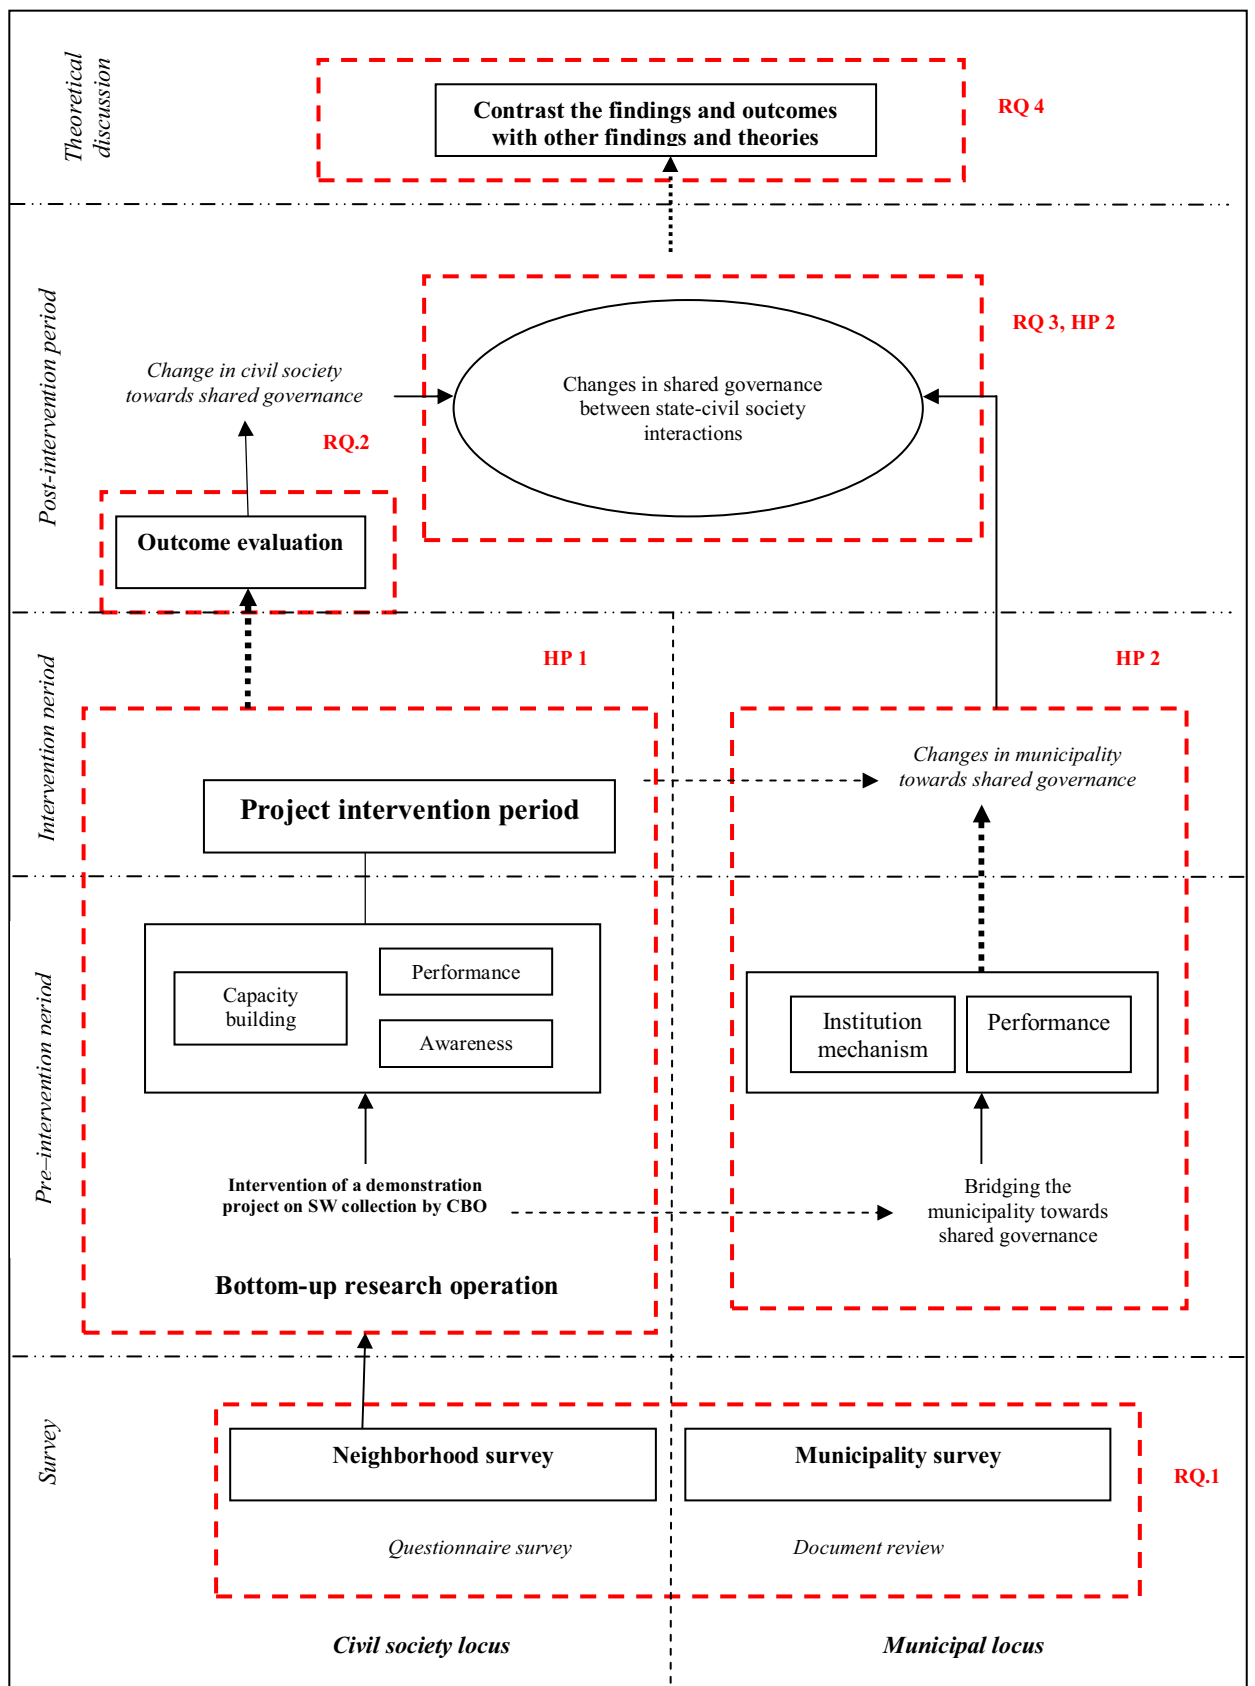 Theoretical
discussion
Contrast the findings and outcomes
with other findings and theories
RQ 4
Post-intervention period
RQ 3, HP 2
Change in civil society
towards shared governance
Changes in shared governance
between state-civil society
interactions
RQ.2
Outcome evaluation
Intervention period
HP 1
HP 2
Changes in municipality
towards shared governance
Project intervention period
Pre–intervention period
Performance
Capacity
building
Awareness
Institution
mechanism
Performance
Intervention of a demonstration
project on SW collection by CBO
Bridging the
municipality towards
shared governance
Bottom-up research operation
Survey
Neighborhood survey
Municipality survey
RQ.1
Questionnaire survey
Document review
Civil society locus
Municipal locus